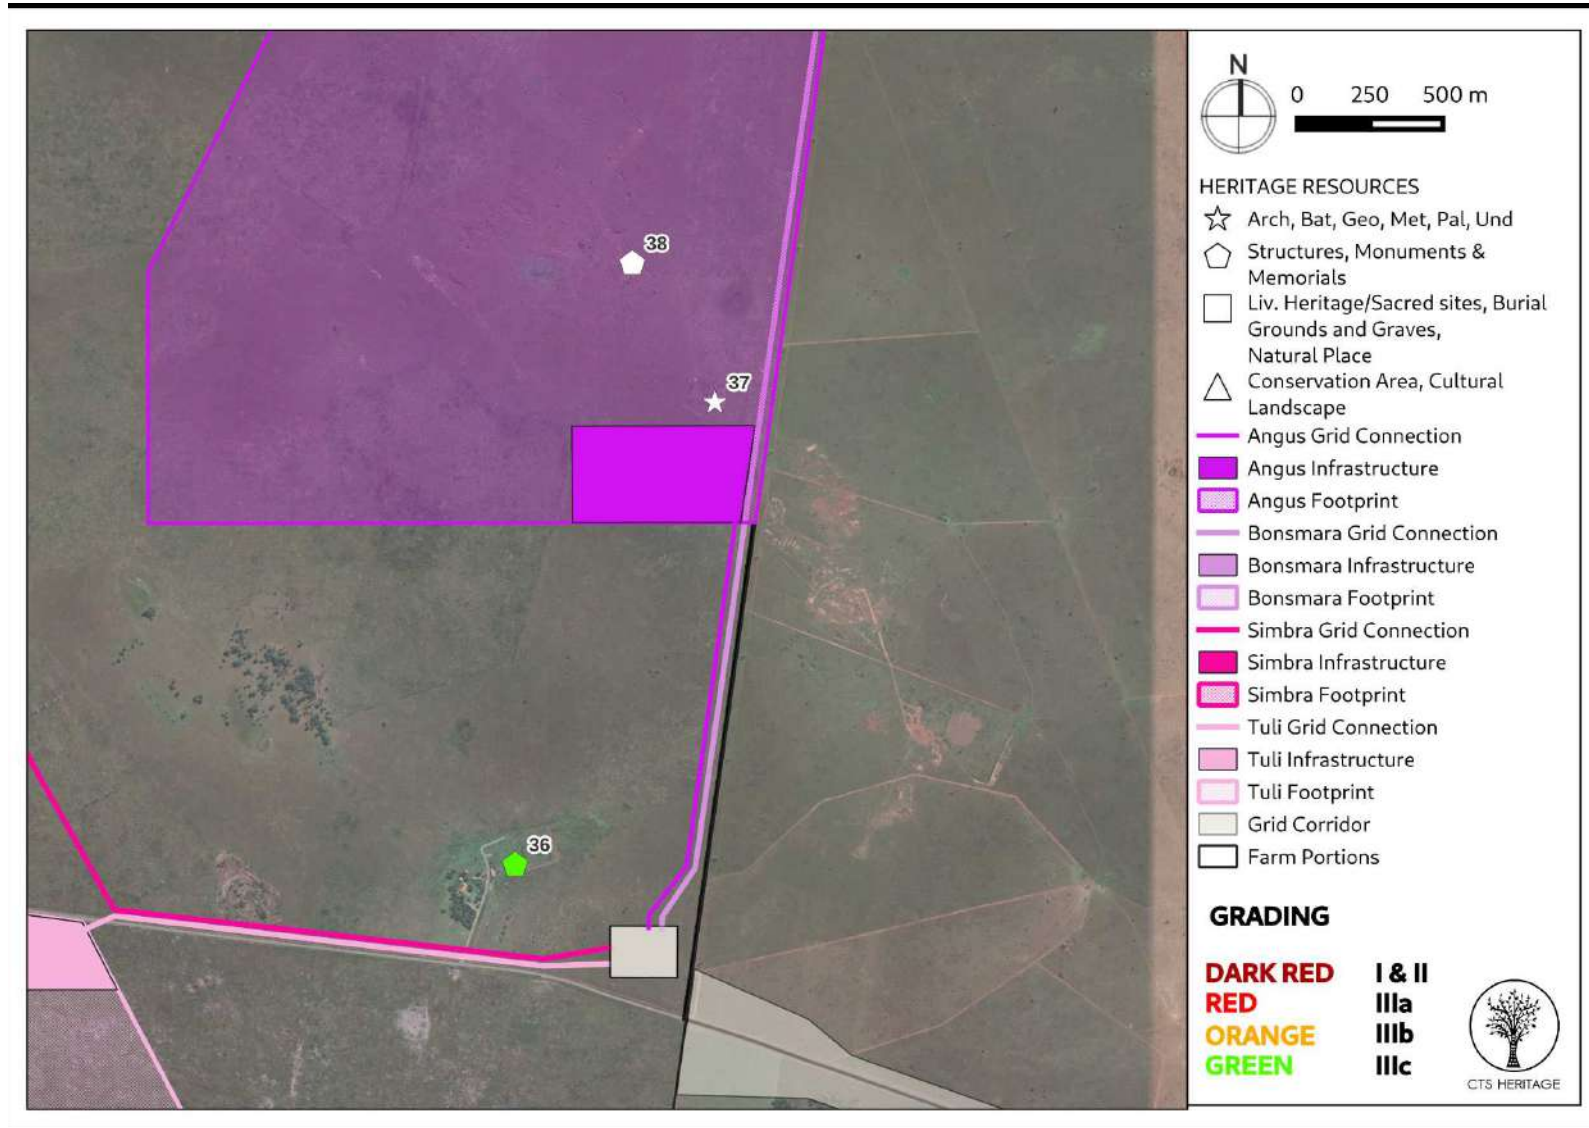 N
0 250 500 m
HERITAGE RESOURCES
Arch, Bat, Geo, Met, Pal, Und
Structures, Monuments &
Memorials
Liv. Heritage/Sacred sites, Burial
Grounds and Graves,
Natural Place
Conservation Area, Cultural
Landscape
Angus Grid Connection
Angus Infrastructure
Angus Footprint
Bonsmara Grid Connection
Bonsmara Infrastructure
Bonsmara Footprint
Simbra Grid Connection
Simbra Infrastructure
Simbra Footprint
Tuli Grid Connection
Tuli Infrastructure
Tuli Footprint
Grid Corridor
Farm Portions
GRADING
DARK RED I & II
RED IIIa
ORANGE IIIb
GREEN IIIc
CTS HERITAGE
38
37
36